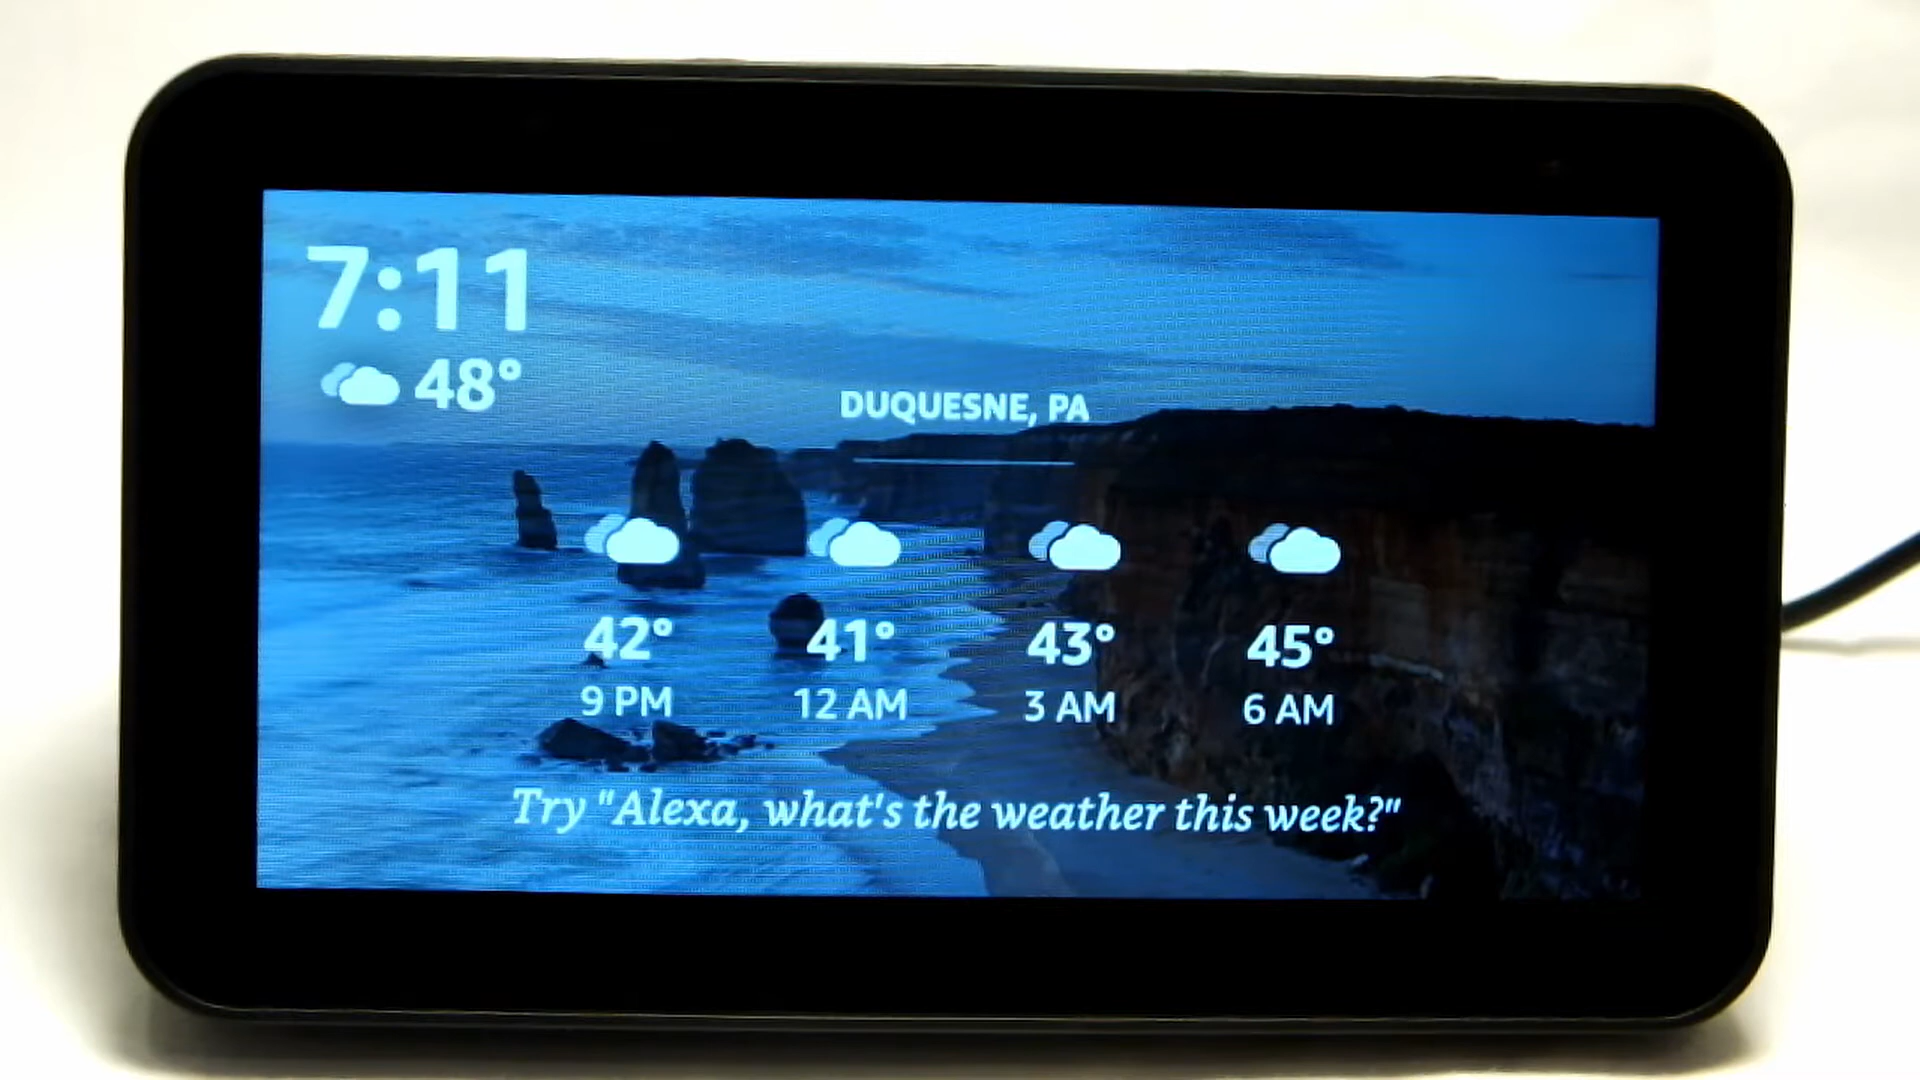 7:11
48°
DUQUESNE, PA
42° 41° 43° 45°
9 PM 12 AM 3 AM 6 AM
Try "Alexa, what's the weather this week?"